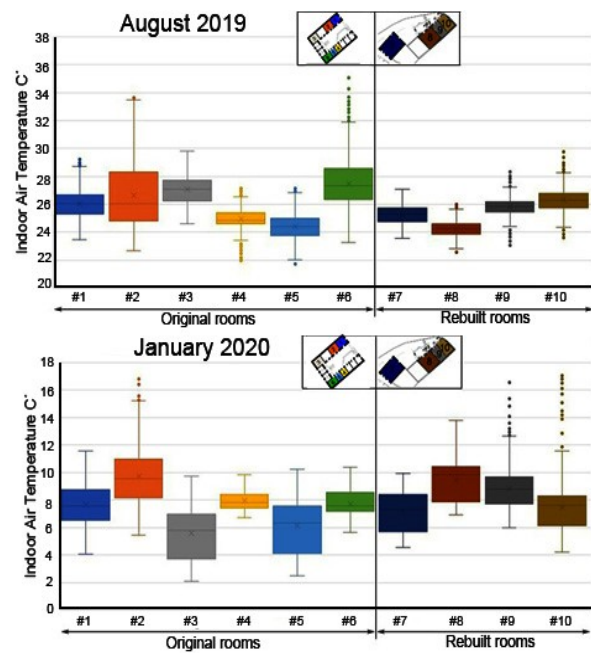 August 2019
Indoor Air Temperature C°
38
36
34
32
30
28
26
24
22
20
#1 #2 #3 #4 #5 #6 #7 #8 #9 #10
Original rooms Rebuilt rooms
January 2020
Indoor Air Temperature C°
18
16
14
12
10
8
6
4
2
0
#1 #2 #3 #4 #5 #6 #7 #8 #9 #10
Original rooms Rebuilt rooms